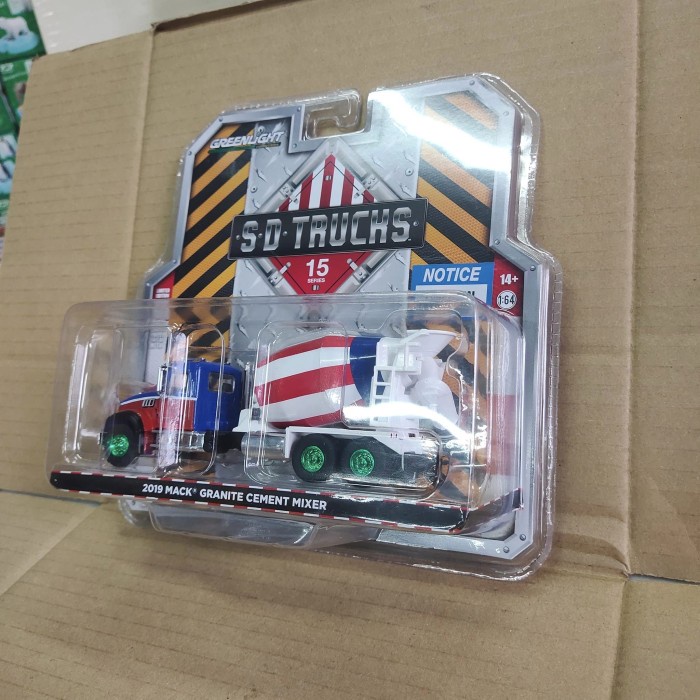 GREENLIGHT
S·D·TRUCKS
15
SERIES
NOTICE
14+
1:64
2019 MACK® GRANITE CEMENT MIXER